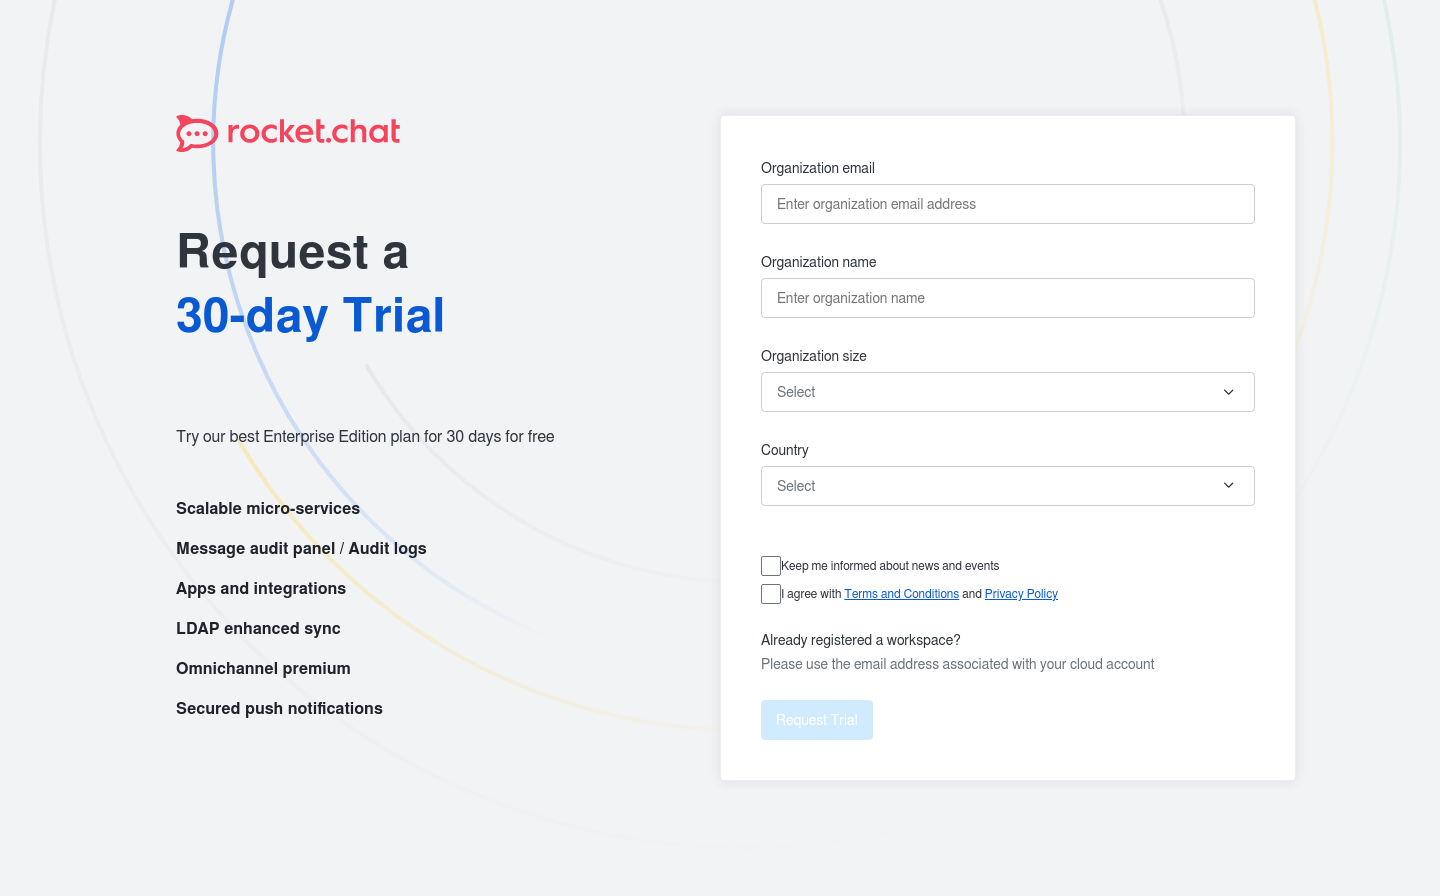 rocket.chat
Request a
30-day Trial
Try our best Enterprise Edition plan for 30 days for free
Scalable micro-services
Message audit panel / Audit logs
Apps and integrations
LDAP enhanced sync
Omnichannel premium
Secured push notifications
Organization email
Enter organization email address
Organization name
Enter organization name
Organization size
Select
Country
Select
Keep me informed about news and events
I agree with Terms and Conditions and Privacy Policy
Already registered a workspace?
Please use the email address associated with your cloud account
Request Trial